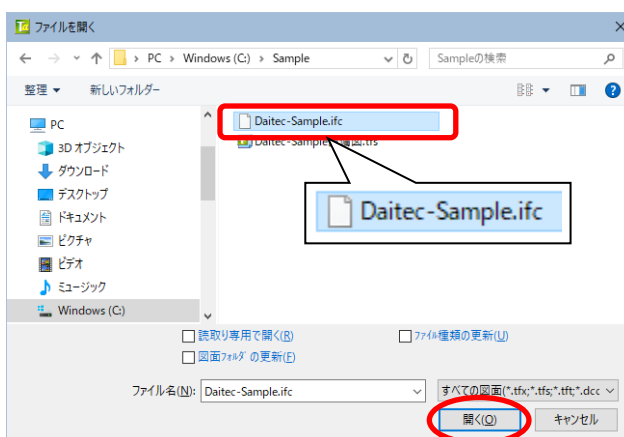 ファイルを開く
PC > Windows (C:) > Sample
Sampleの検索
整理 新しいフォルダー
PC
3D オブジェクト
ダウンロード
デスクトップ
ドキュメント
ピクチャ
ビデオ
ミュージック
Windows (C:)
Daitec-Sample.ifc
Daitec-Sample
図.tfs
Daitec-Sample.ifc
読取り専用で開く(R)
ファイル種類の更新(U)
図面フォルダの更新(F)
ファイル名(N): Daitec-Sample.ifc
すべての図面(*.tfx;*.tfs;*.tft;*.dcc
開く(O)
キャンセル